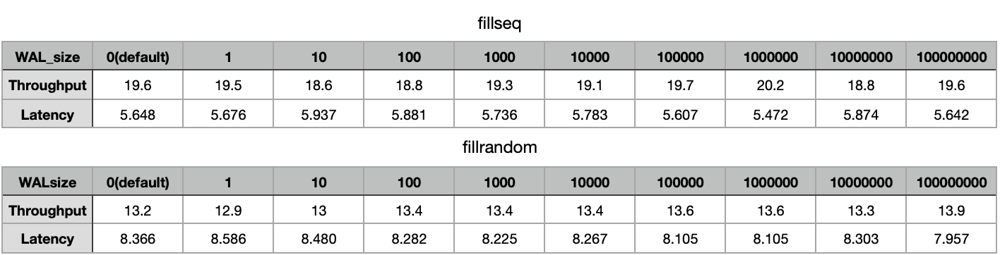 fillseq
WAL_size 0(default) 1 10 100 1000 10000 100000 1000000 10000000 100000000
Throughput 19.6 19.5 18.6 18.8 19.3 19.1 19.7 20.2 18.8 19.6
Latency 5.648 5.676 5.937 5.881 5.736 5.783 5.607 5.472 5.874 5.642
fillrandom
WALsize 0(default) 1 10 100 1000 10000 100000 1000000 10000000 100000000
Throughput 13.2 12.9 13 13.4 13.4 13.4 13.6 13.6 13.3 13.9
Latency 8.366 8.586 8.480 8.282 8.225 8.267 8.105 8.105 8.303 7.957